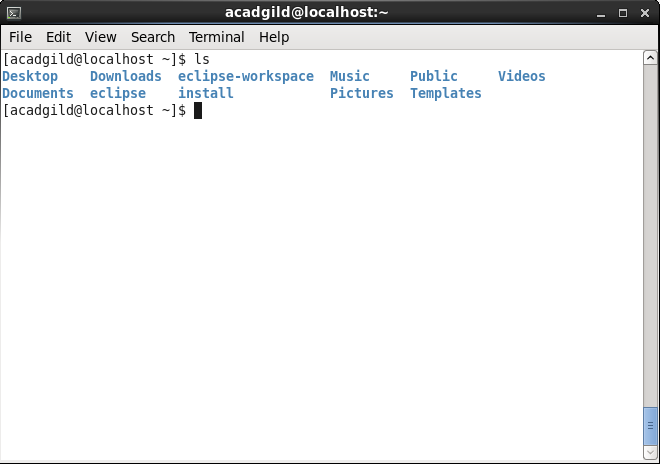 acadgild@localhost:~
File Edit View Search Terminal Help
[acadgild@localhost ~]$ ls
Desktop    Downloads  eclipse-workspace  Music     Public     Videos
Documents  eclipse    install            Pictures  Templates
[acadgild@localhost ~]$